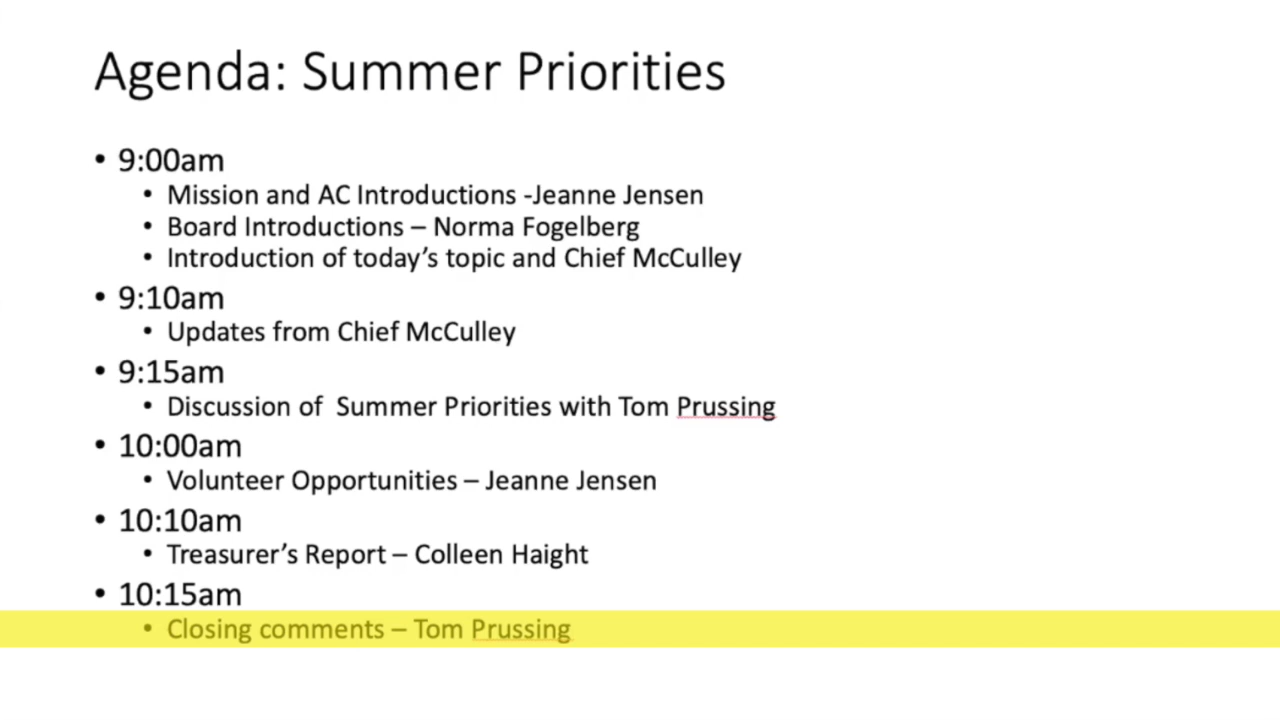 Agenda: Summer Priorities
• 9:00am
• Mission and AC Introductions -Jeanne Jensen
• Board Introductions – Norma Fogelberg
• Introduction of today’s topic and Chief McCulley
• 9:10am
• Updates from Chief McCulley
• 9:15am
• Discussion of  Summer Priorities with Tom Prussing
• 10:00am
• Volunteer Opportunities – Jeanne Jensen
• 10:10am
• Treasurer’s Report – Colleen Haight
• 10:15am
• Closing comments – Tom Prussing